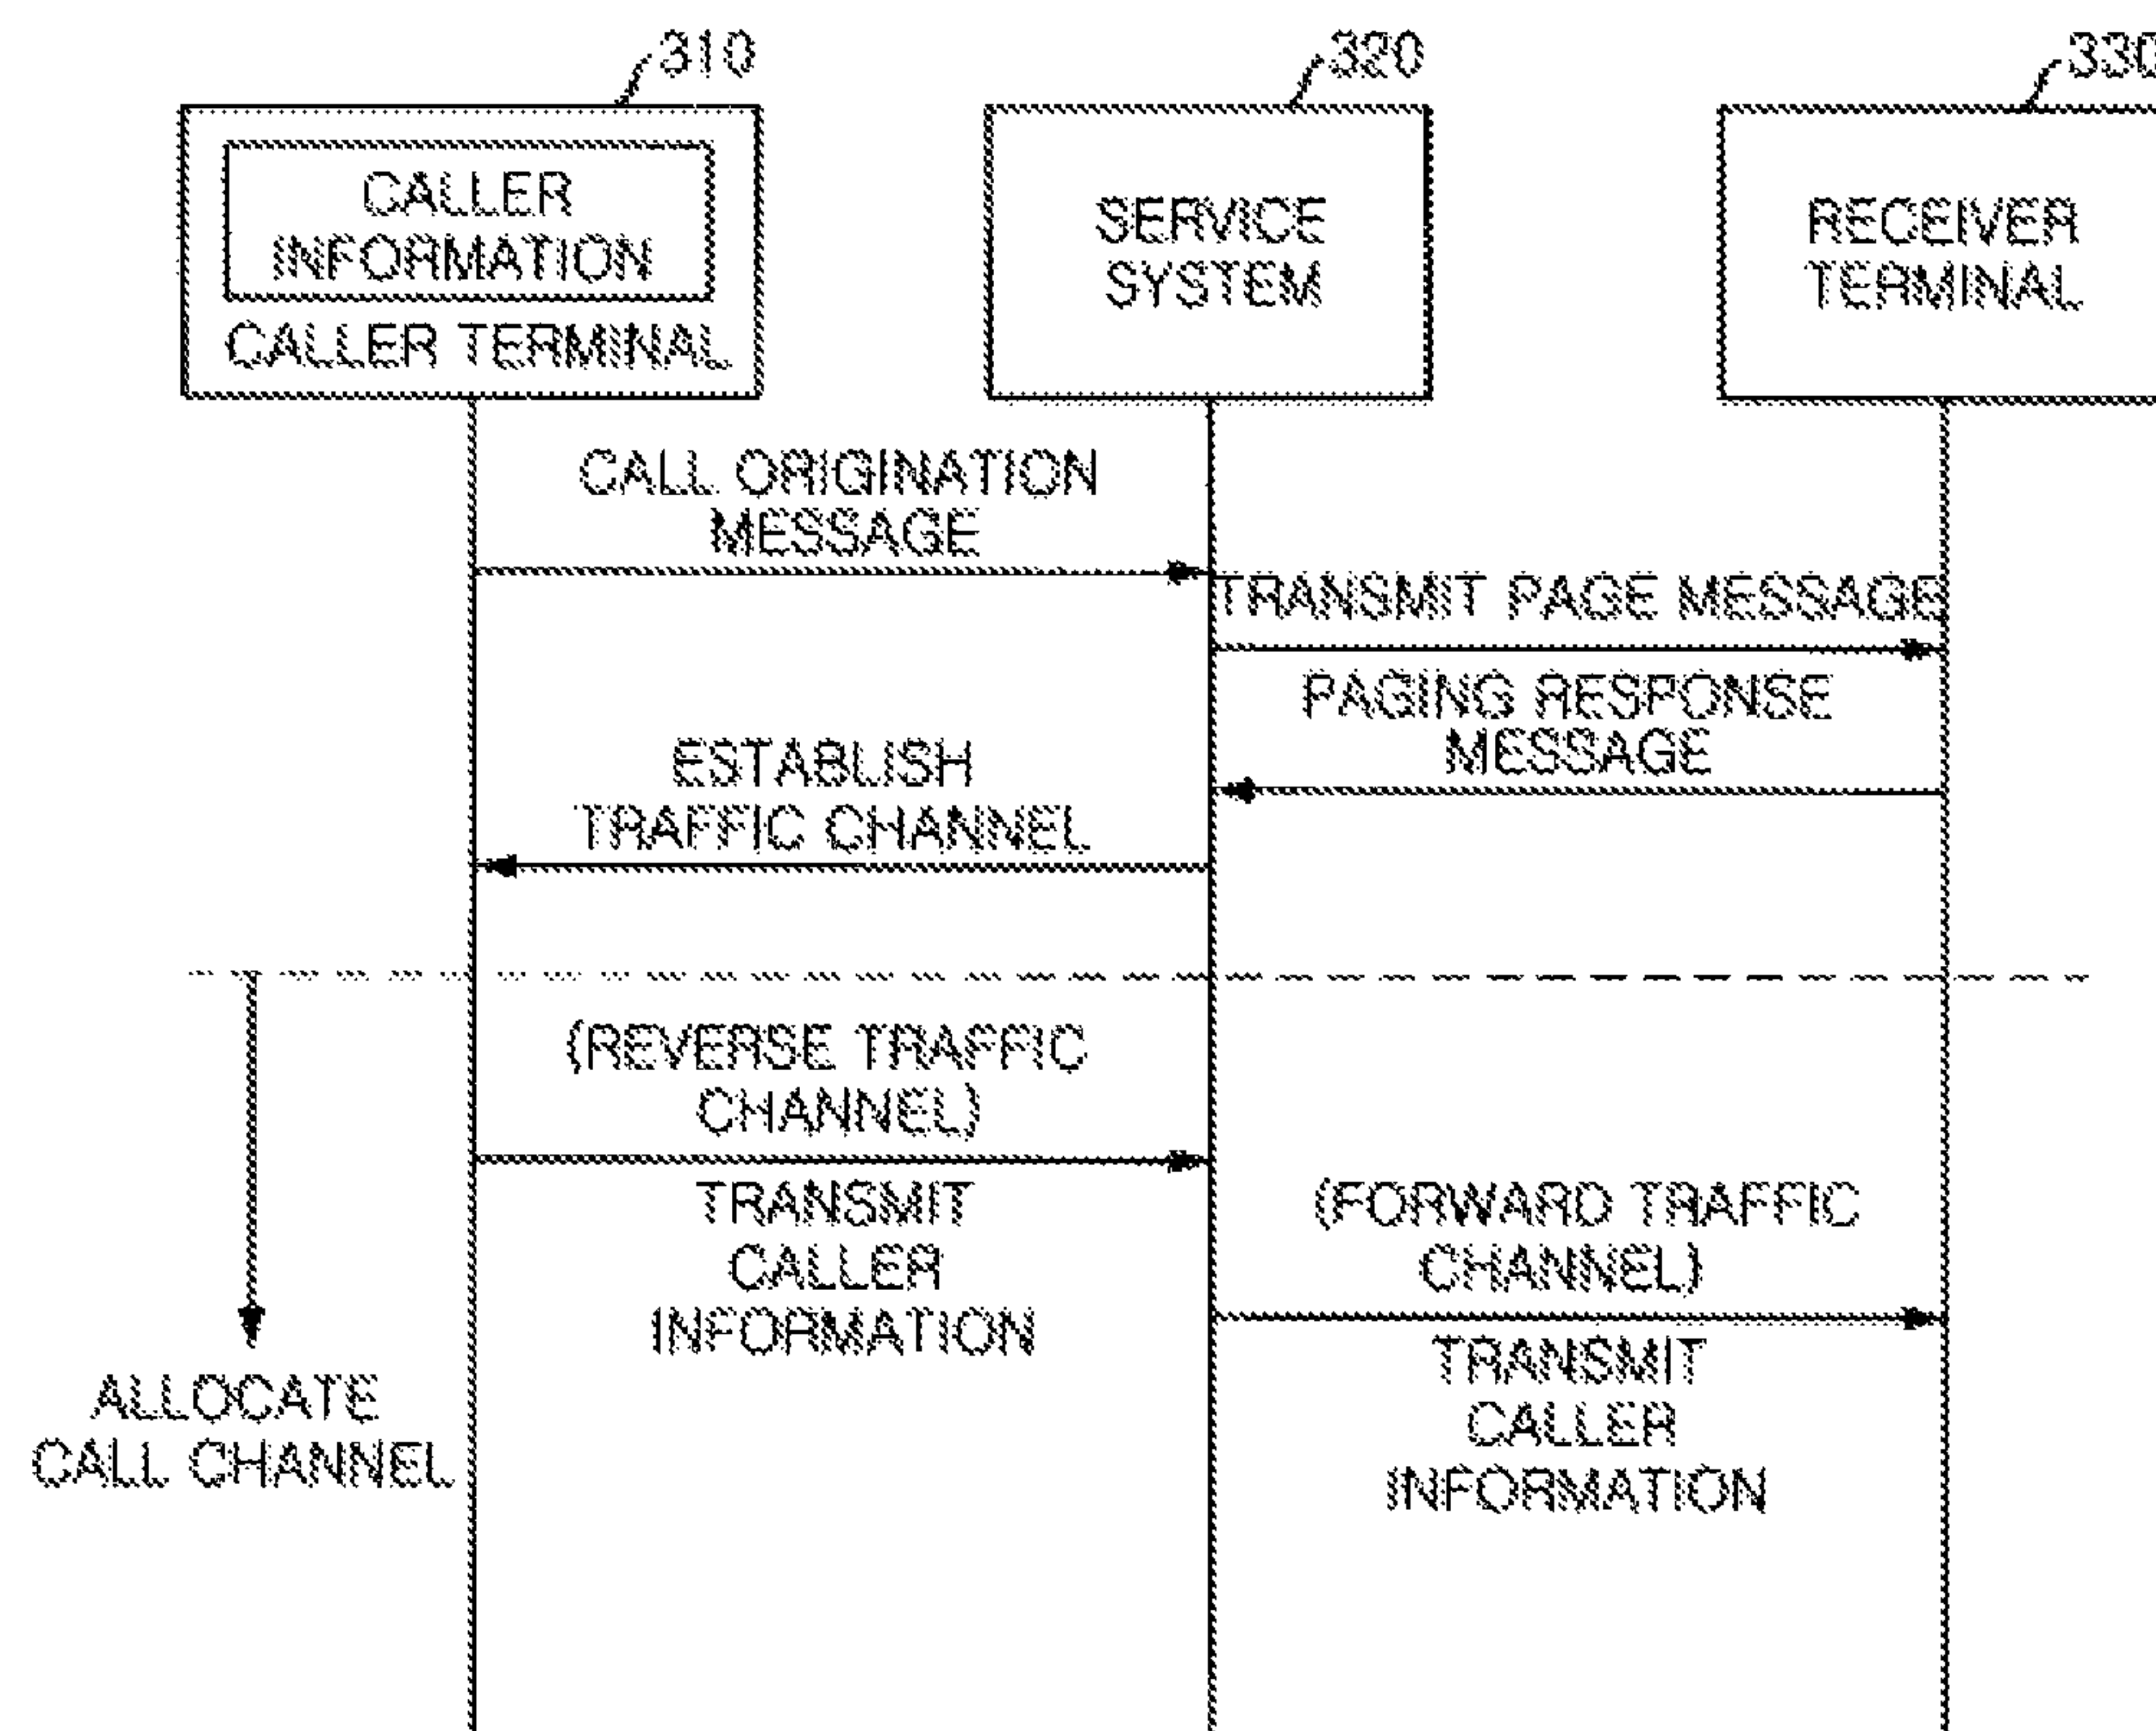 310
320
330
CALLER
INFORMATION
CALLER TERMINAL
SERVICE
SYSTEM
RECEIVER
TERMINAL
CALL ORIGINATION
MESSAGE
TRANSMIT PAGE MESSAGE
PAGING RESPONSE
MESSAGE
ESTABLISH
TRAFFIC CHANNEL
(REVERSE TRAFFIC
CHANNEL)
TRANSMIT
CALLER
INFORMATION
(FORWARD TRAFFIC
CHANNEL)
TRANSMIT
CALLER
INFORMATION
ALLOCATE
CALL CHANNEL